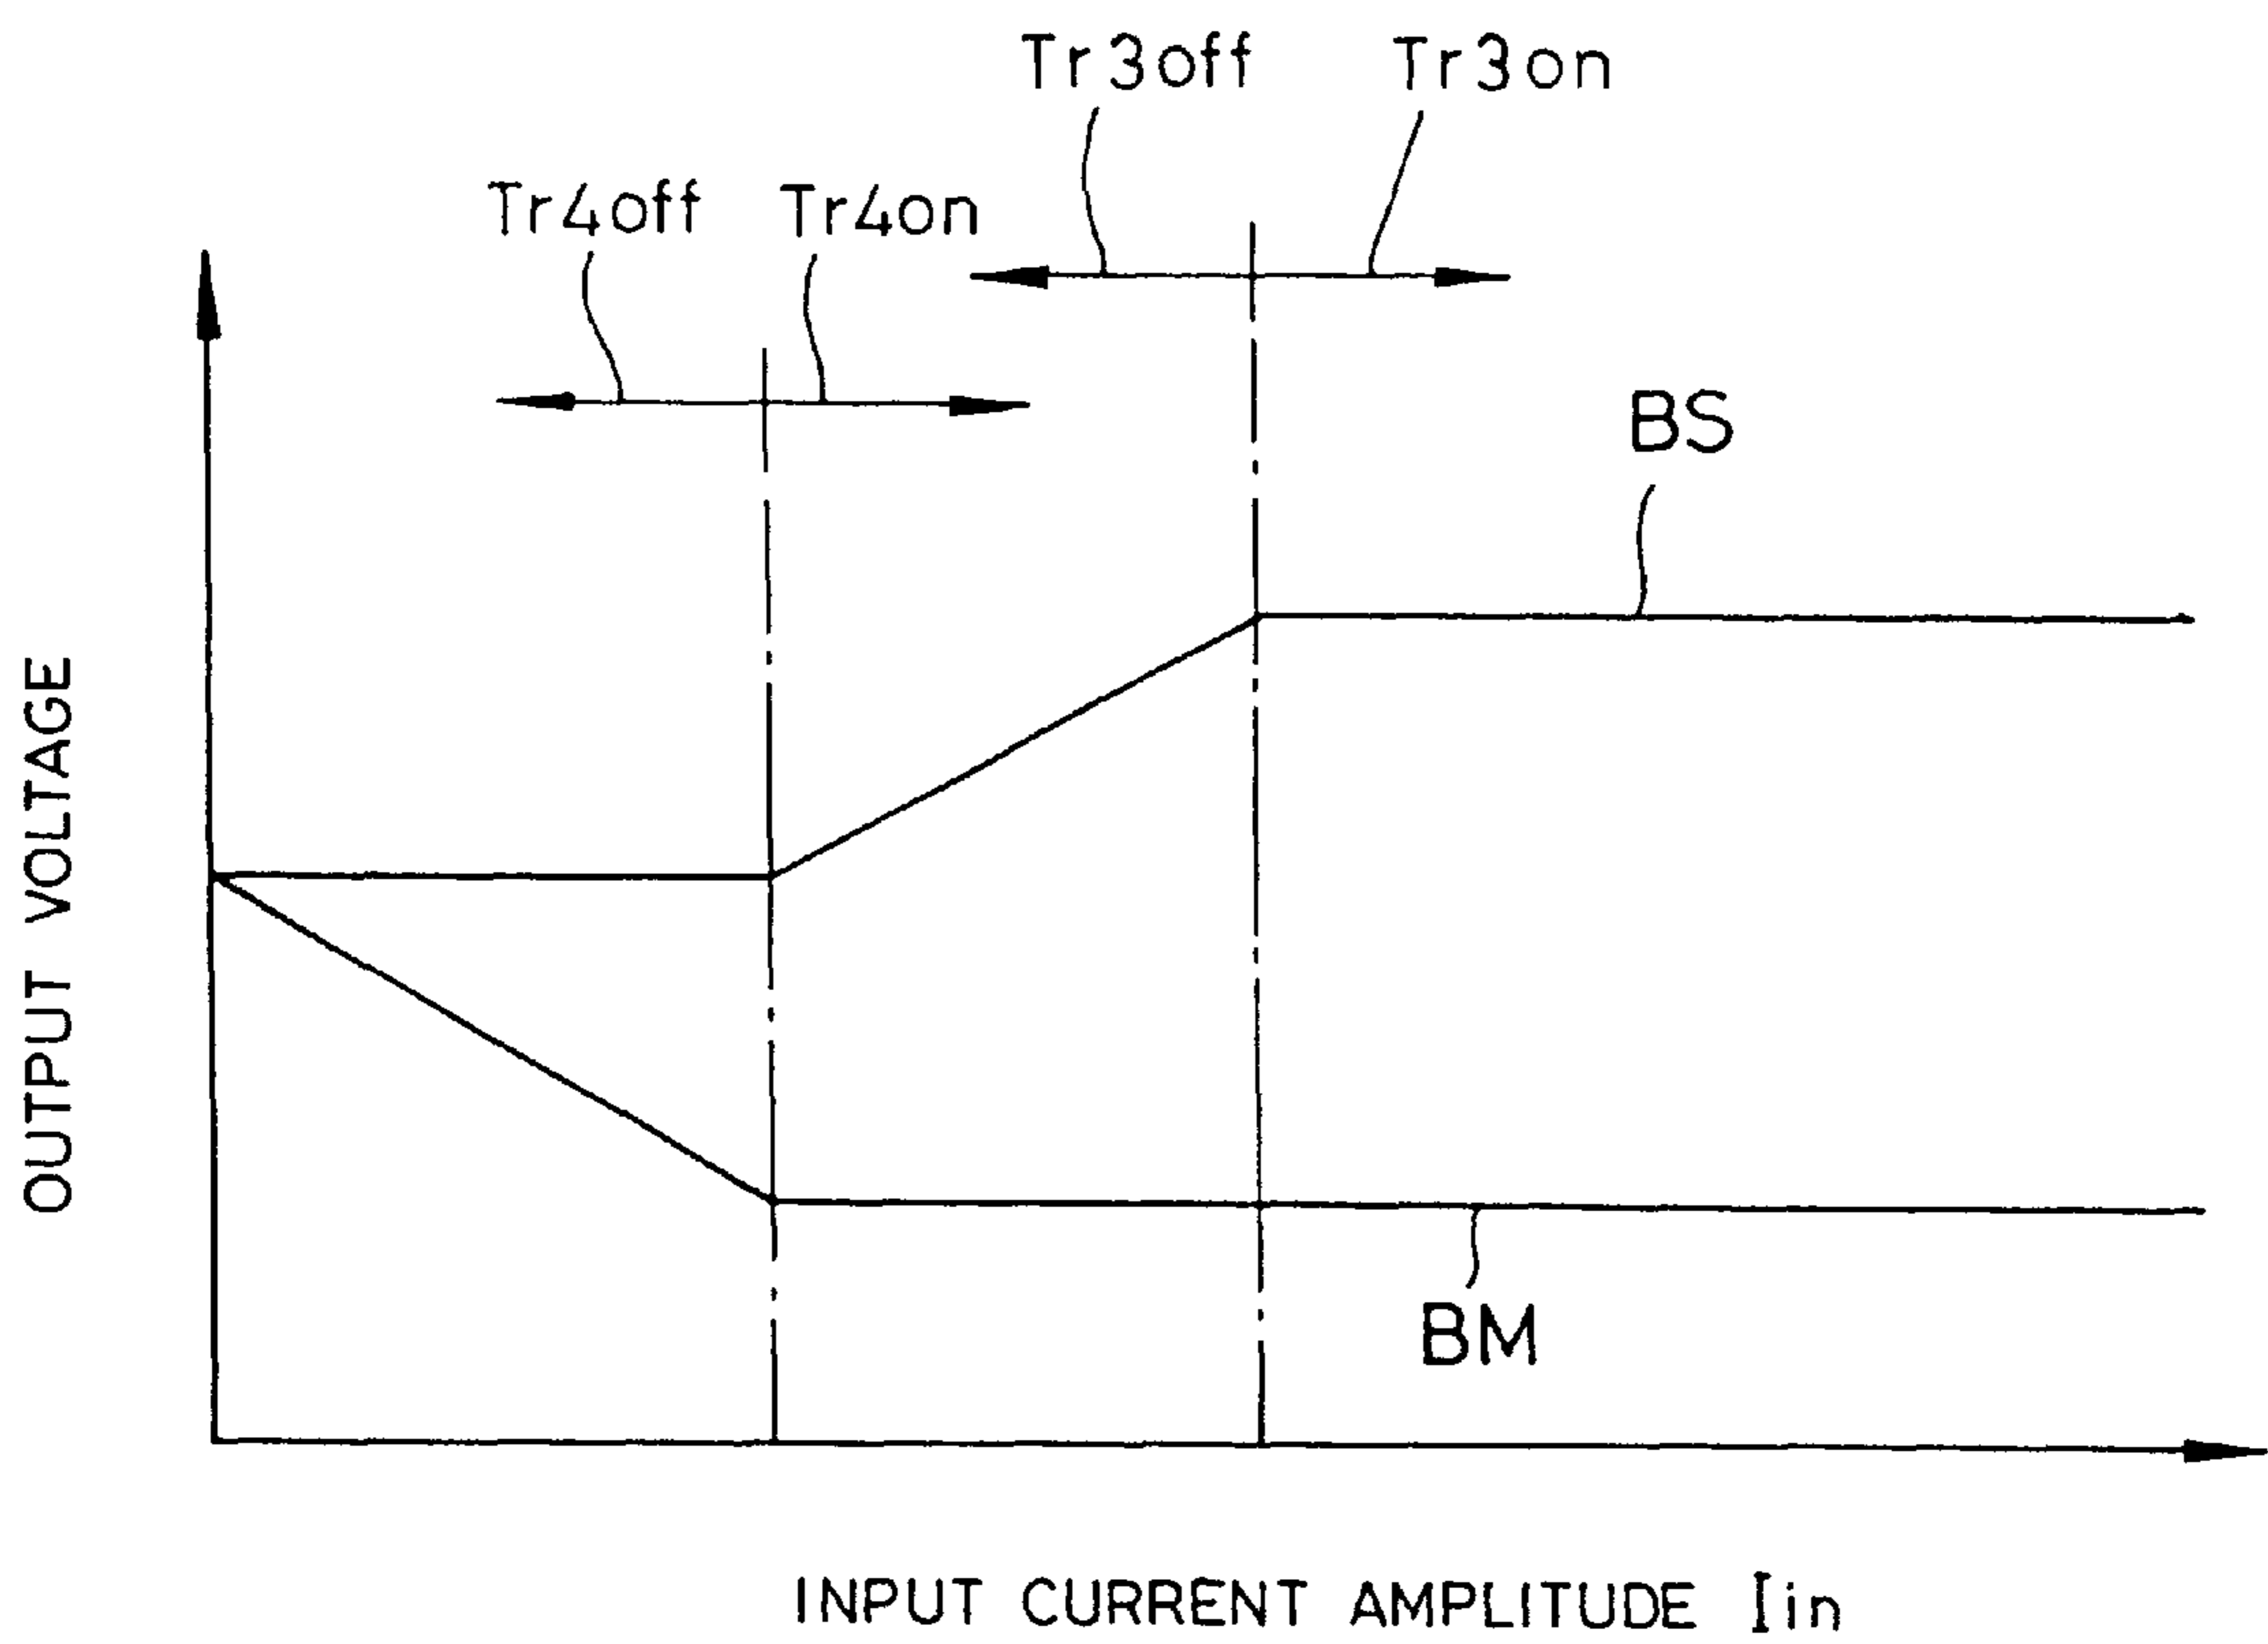 Tr3off
Tr3on
Tr4off
Tr4on
BS
OUTPUT VOLTAGE
BM
INPUT CURRENT AMPLITUDE Iin